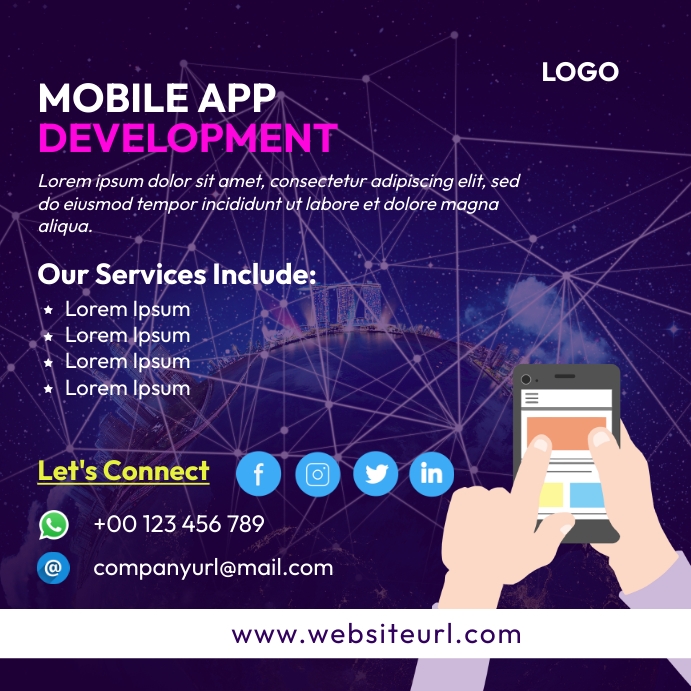 LOGO
MOBILE APP
DEVELOPMENT
Lorem ipsum dolor sit amet, consectetur adipiscing elit, sed
do eiusmod tempor incididunt ut labore et dolore magna
aliqua.
Our Services Include:
Lorem Ipsum
Lorem Ipsum
Lorem Ipsum
Lorem Ipsum
Let's Connect
+00 123 456 789
companyurl@mail.com
www.websiteurl.com